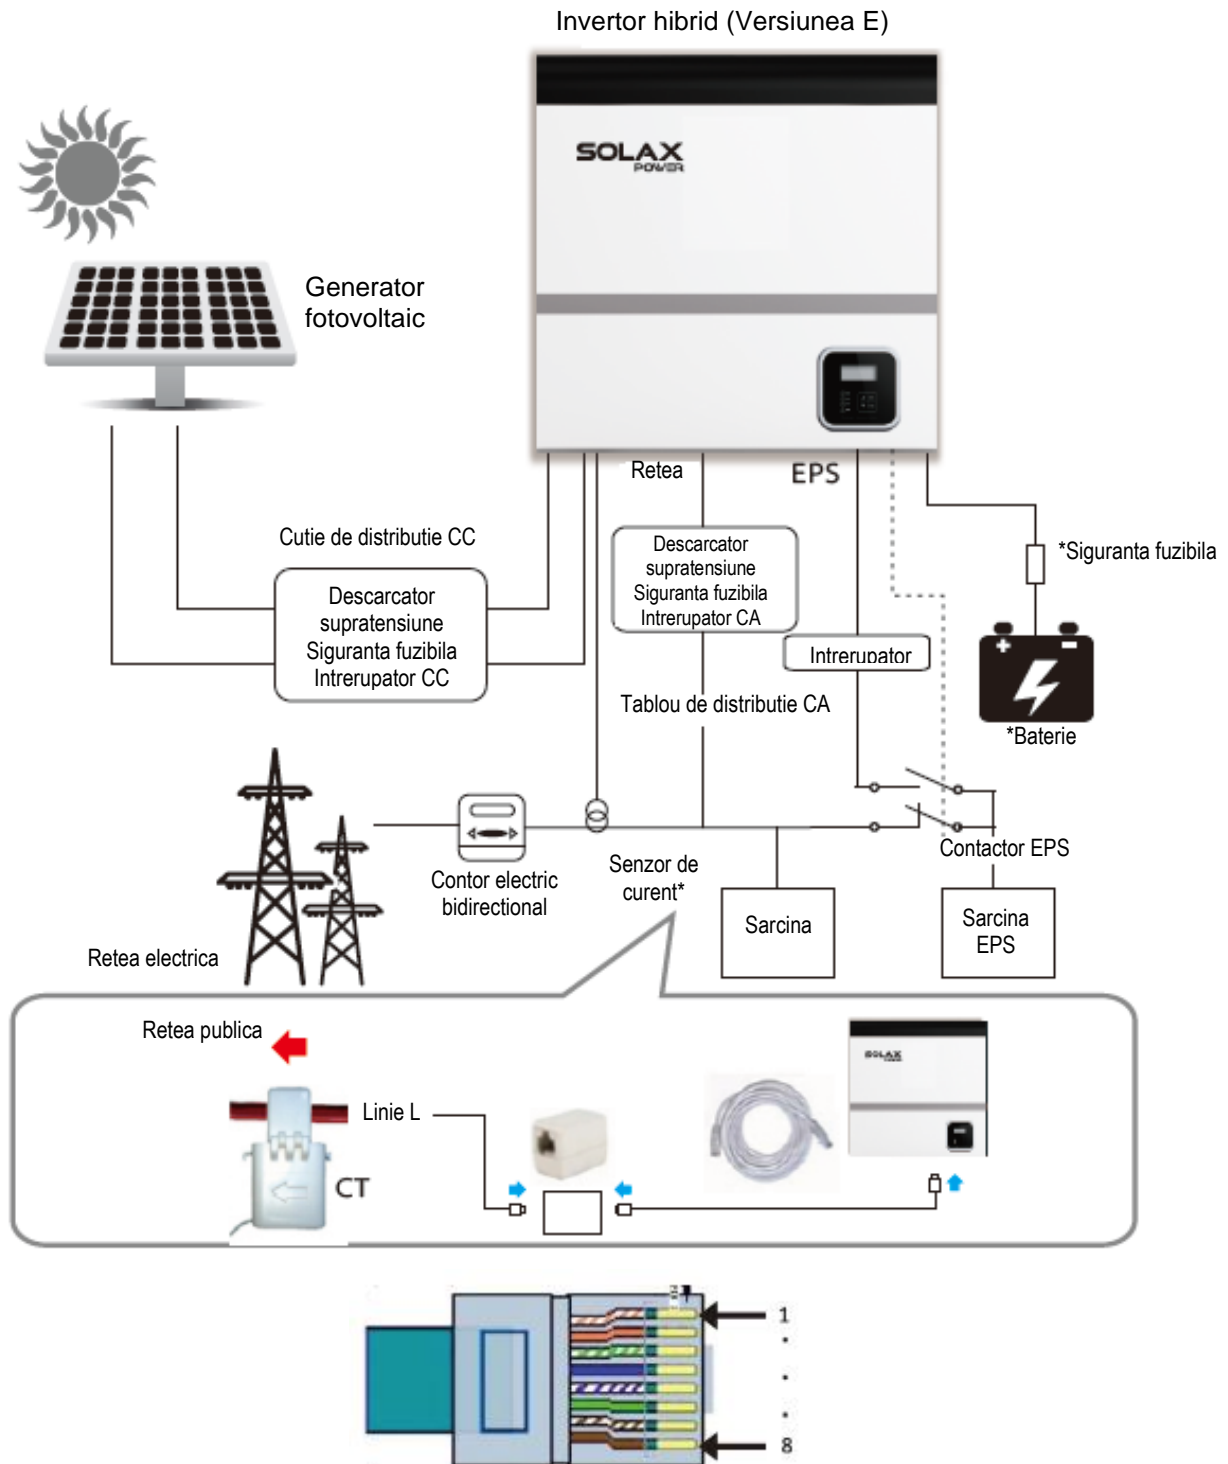 Invertor hibrid (Versiunea E)
SOLAX
POWER
Generator
fotovoltaic
Retea
EPS
Cutie de distributie CC
Descarcator
supratensiune
Siguranta fuzibila
Intrerupator CA
*Siguranta fuzibila
Descarcator
supratensiune
Siguranta fuzibila
Intrerupator CC
Intrerupator
Tablou de distributie CA
*Baterie
Contactor EPS
Senzor de
curent*
Contor electric
bidirectional
Sarcina
Sarcina
EPS
Retea electrica
Retea publica
SOLAX
Linie L
CT
1
8